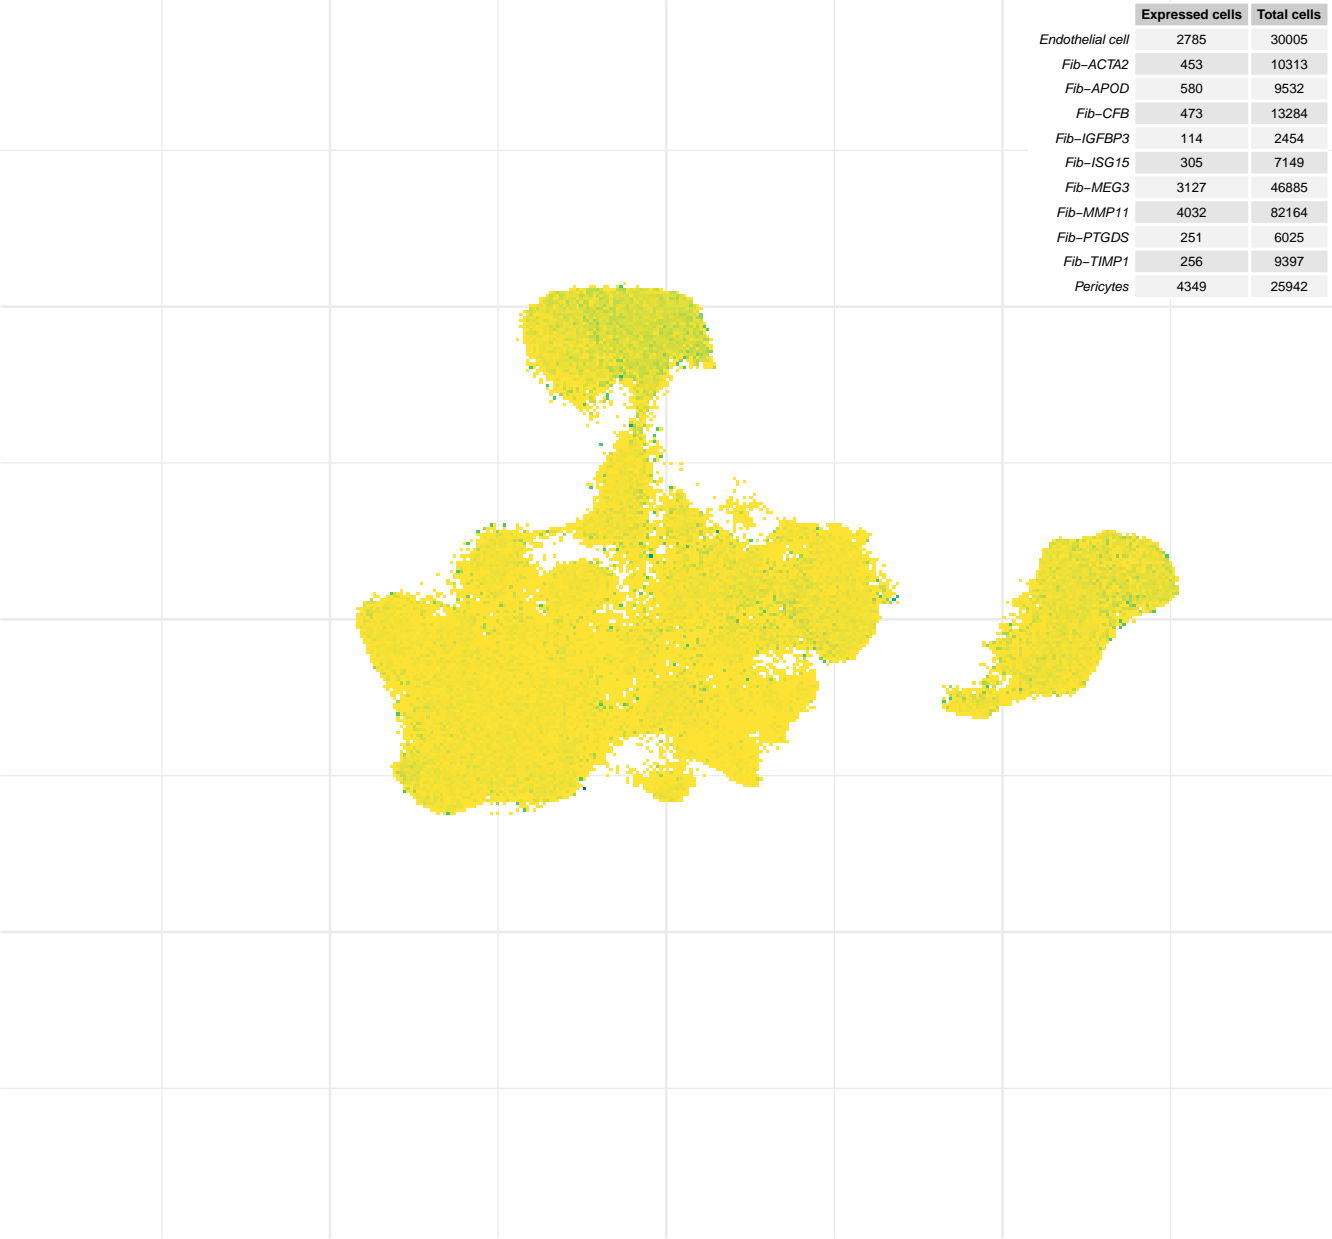 Expressed cells Total cells
Endothelial cell 2785 30005
Fib−ACTA2 453 10313
Fib−APOD 580 9532
Fib−CFB 473 13284
Fib−IGFBP3 114 2454
Fib−ISG15 305 7149
Fib−MEG3 3127 46885
Fib−MMP11 4032 82164
Fib−PTGDS 251 6025
Fib−TIMP1 256 9397
Pericytes 4349 25942